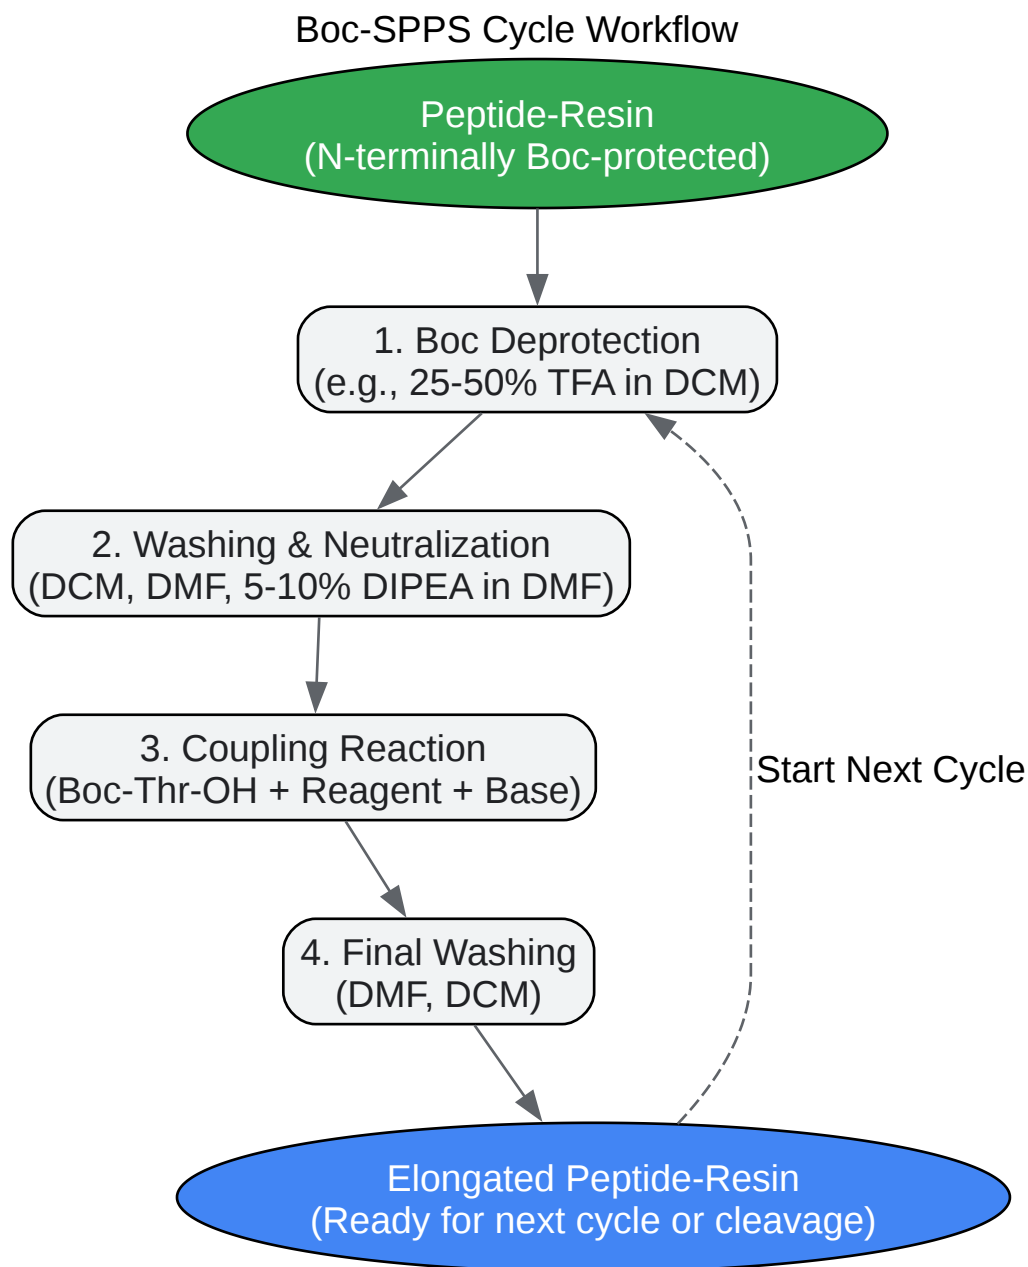 Boc-SPPS Cycle Workflow
Peptide-Resin
(N-terminally Boc-protected)
1. Boc Deprotection
(e.g., 25-50% TFA in DCM)
2. Washing & Neutralization
(DCM, DMF, 5-10% DIPEA in DMF)
3. Coupling Reaction
(Boc-Thr-OH + Reagent + Base)
Start Next Cycle
4. Final Washing
(DMF, DCM)
Elongated Peptide-Resin
(Ready for next cycle or cleavage)